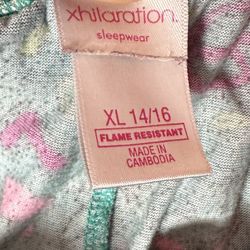 xhilaration.
sleepwear
XL 14/16
FLAME RESISTANT
MADE IN
CAMBODIA